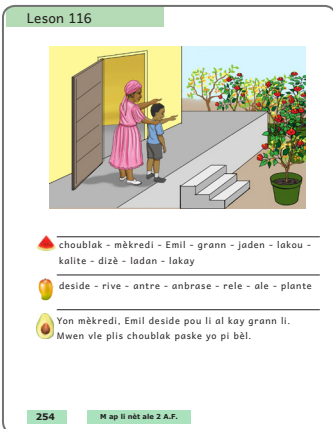 Leson 116
choublak - mèkredi - Emil - grann - jaden - lakou -
kalite - dizè - ladan - lakay
deside - rive - antre - anbrase - rele - ale - plante
Yon mèkredi, Emil deside pou li al kay grann li.
Mwen vle plis choublak paske yo pi bèl.
254
M ap li nèt ale 2 A.F.